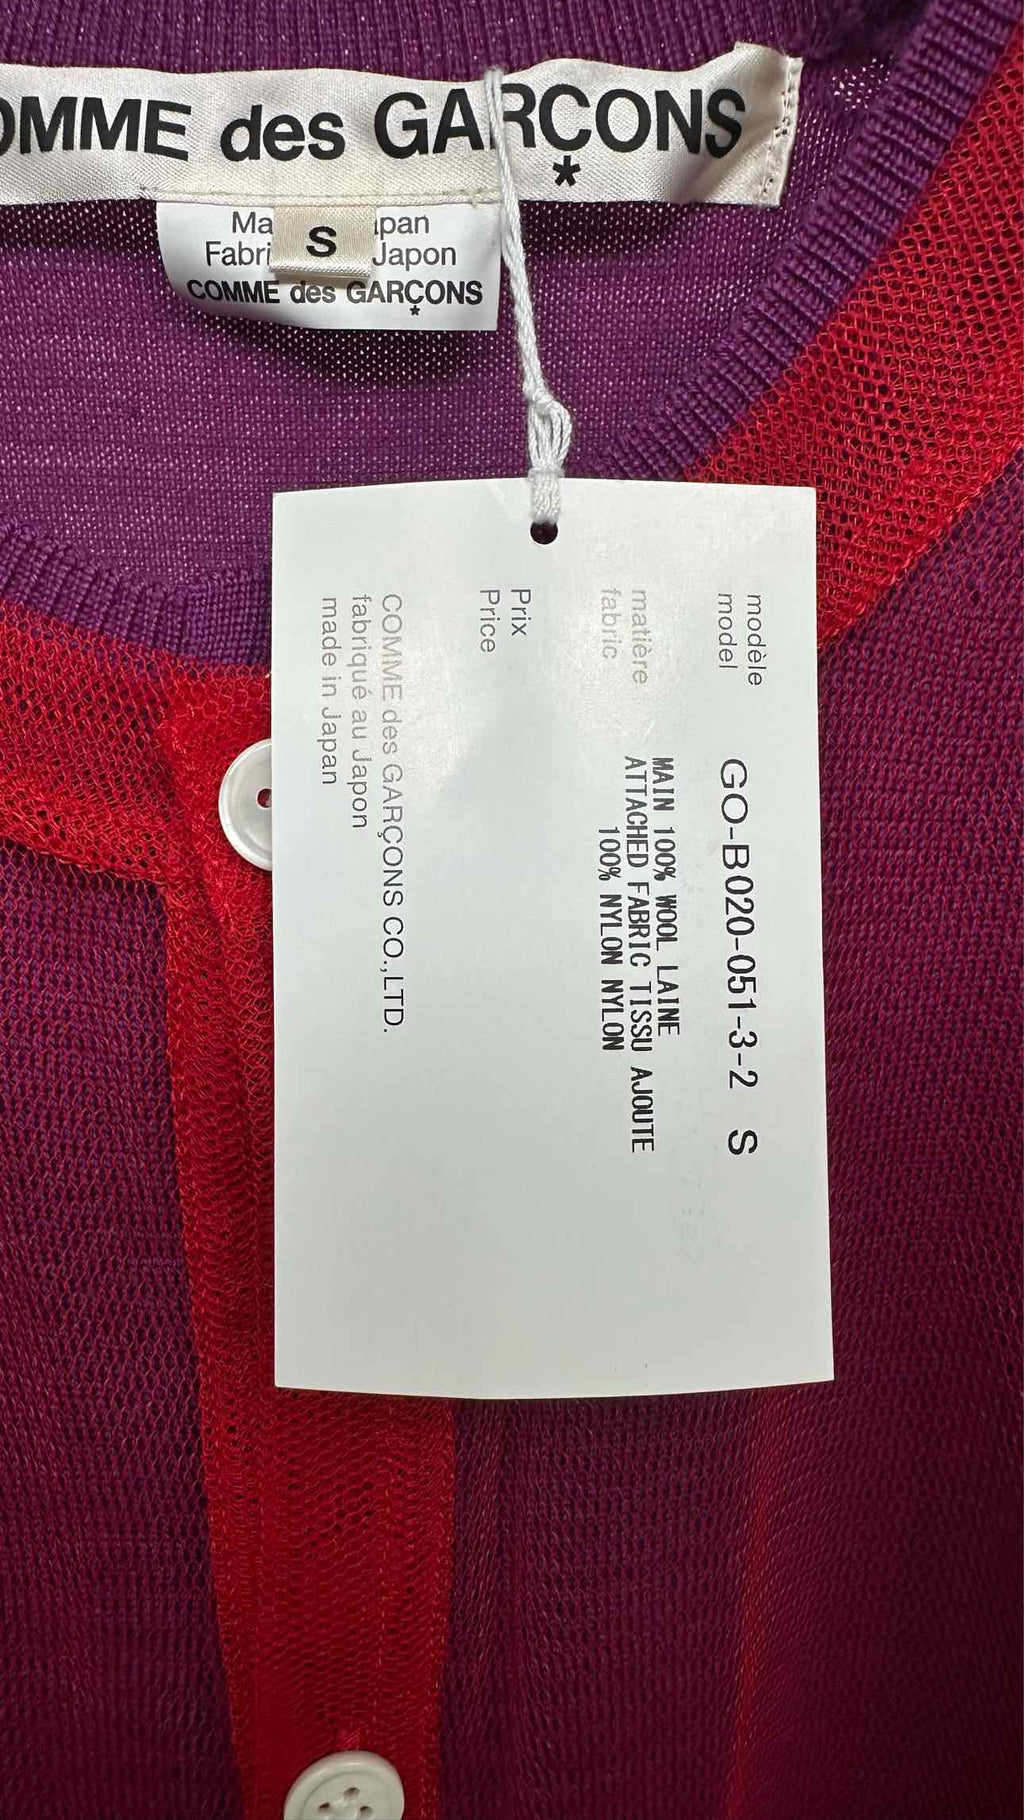 OMME des GARÇONS
*
Ma
S
pan
Fabri
Japon
COMME des GARÇONS
*
modèle
model
GO-B020-051-3-2 S
matière
fabric
MAIN 100% WOOL LAINE
ATTACHED FABRIC TISSU AJOUTE
100% NYLON NYLON
Prix
Price
COMME des GARÇONS CO.,LTD.
fabriqué au Japon
made in Japan